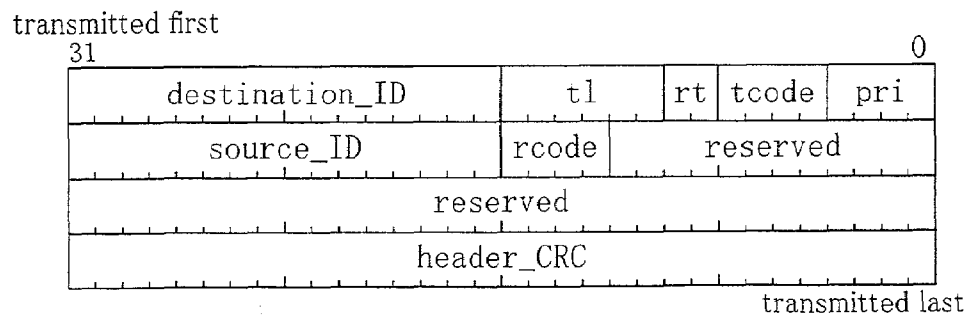 transmitted first
31 0
destination_ID tl rt tcode pri
source_ID rcode reserved
reserved
header_CRC
transmitted last